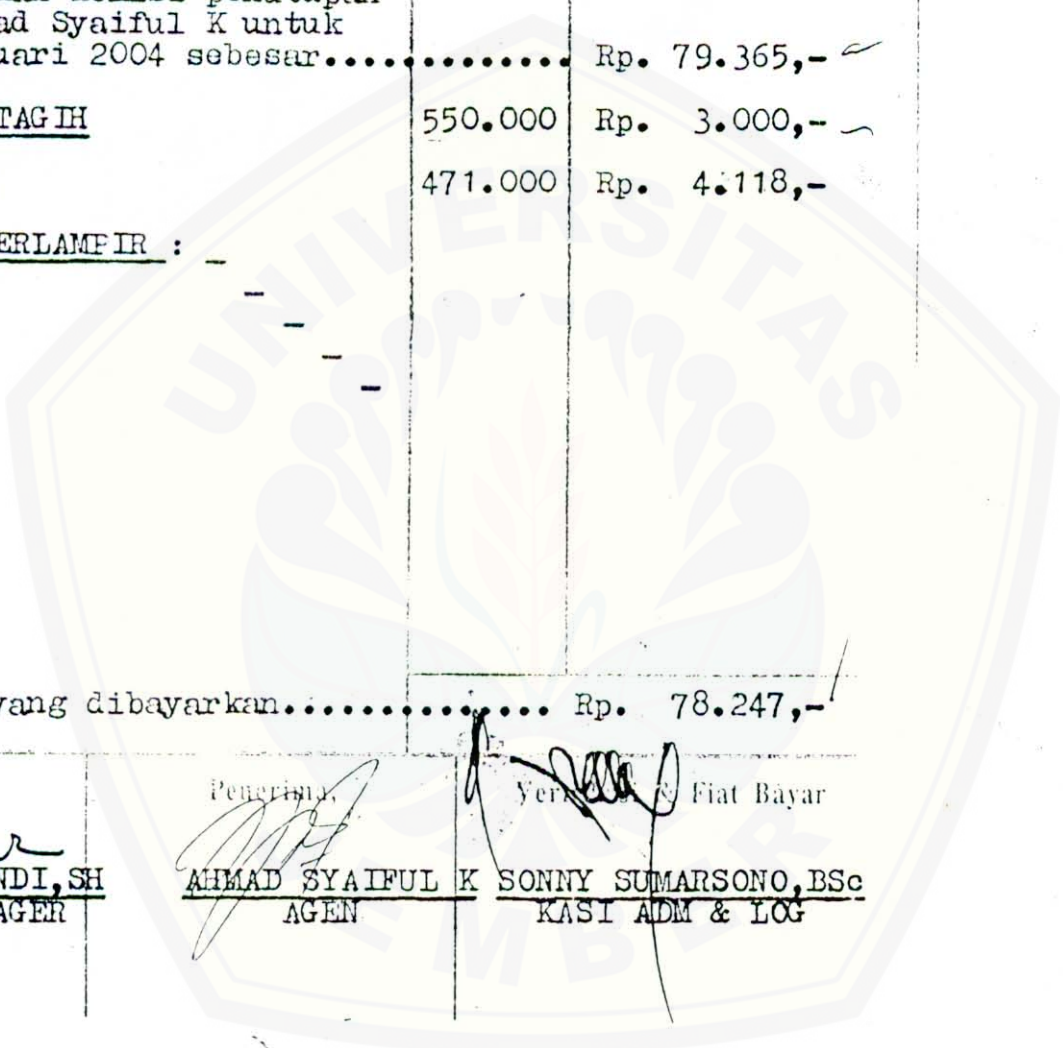 ad Syaiful K untuk
uari 2004 sebesar............. Rp. 79.365,-
TAGIH 550.000 Rp. 3.000,-
471.000 Rp. 4.118,-
ERLAMPIR : -
-
-
-
-
yang dibayarkan.............. Rp. 78.247,-
Penerima, & Fiat Bayar
NDI,SH AHMAD SYAIFUL K SONNY SUMARSONO,BSc
AGER AGEN KASI ADM & LOG
UNIVERSITAS
EMBER